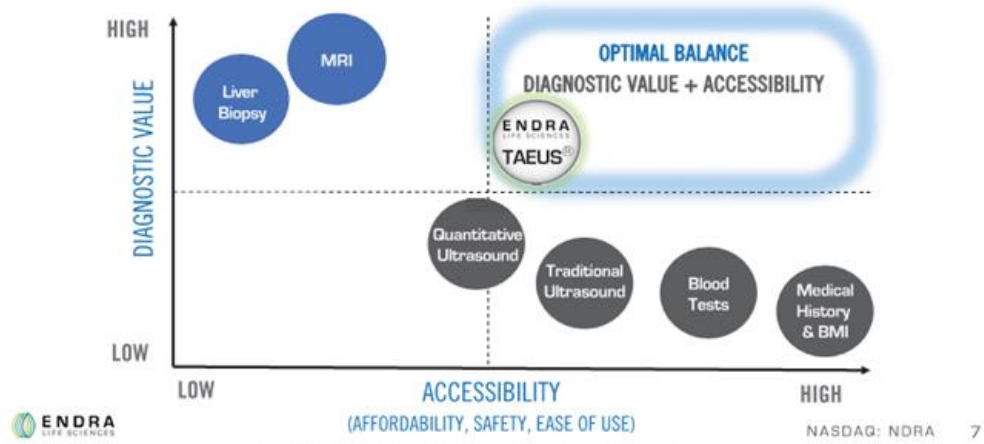 HIGH
OPTIMAL BALANCE
DIAGNOSTIC VALUE + ACCESSIBILITY
MRI
Liver
Biopsy
ENDRA
LIFE SCIENCES
TAEUS®
DIAGNOSTIC VALUE
Quantitative
Ultrasound
Traditional
Ultrasound
Blood
Tests
Medical
History
& BMI
LOW
LOW
ACCESSIBILITY
HIGH
(AFFORDABILITY, SAFETY, EASE OF USE)
ENDRA
LIFE SCIENCES
NASDAQ: NDRA 7